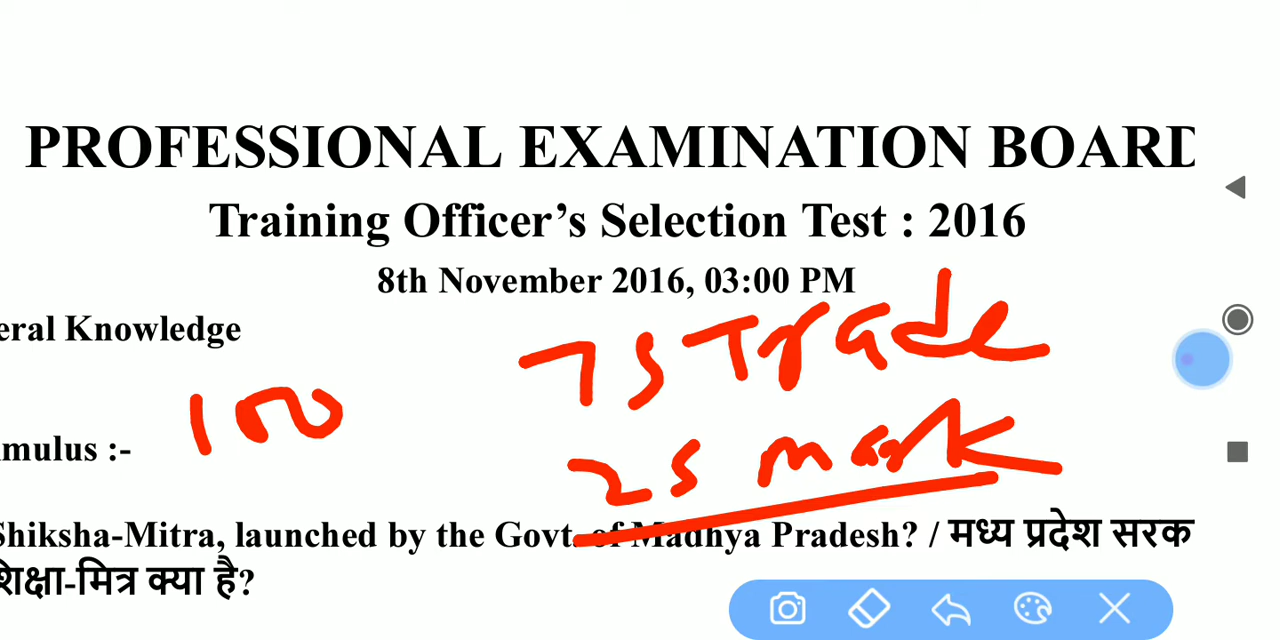 PROFESSIONAL EXAMINATION BOARD
Training Officer's Selection Test : 2016
8th November 2016, 03:00 PM
eral Knowledge
75 Trade
100
mulus :-
25 mark
Shiksha-Mitra, launched by the Govt. of Madhya Pradesh? / मध्य प्रदेश सरक
शिक्षा-मित्र क्या है?